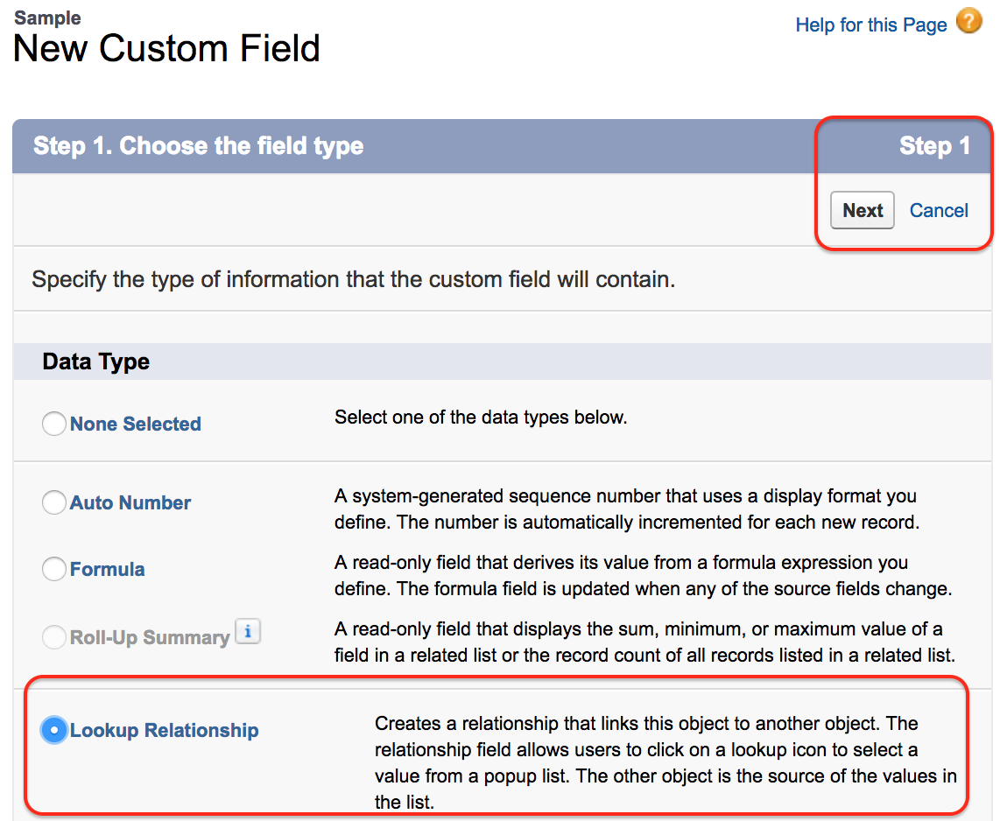 Sample
New Custom Field
Help for this Page ?
Step 1. Choose the field type
Step 1
Next
Cancel
Specify the type of information that the custom field will contain.
Data Type
None Selected
Select one of the data types below.
Auto Number
A system-generated sequence number that uses a display format you
define. The number is automatically incremented for each new record.
Formula
A read-only field that derives its value from a formula expression you
define. The formula field is updated when any of the source fields change.
Roll-Up Summary i
A read-only field that displays the sum, minimum, or maximum value of a
field in a related list or the record count of all records listed in a related list.
Lookup Relationship
Creates a relationship that links this object to another object. The
relationship field allows users to click on a lookup icon to select a
value from a popup list. The other object is the source of the values in
the list.